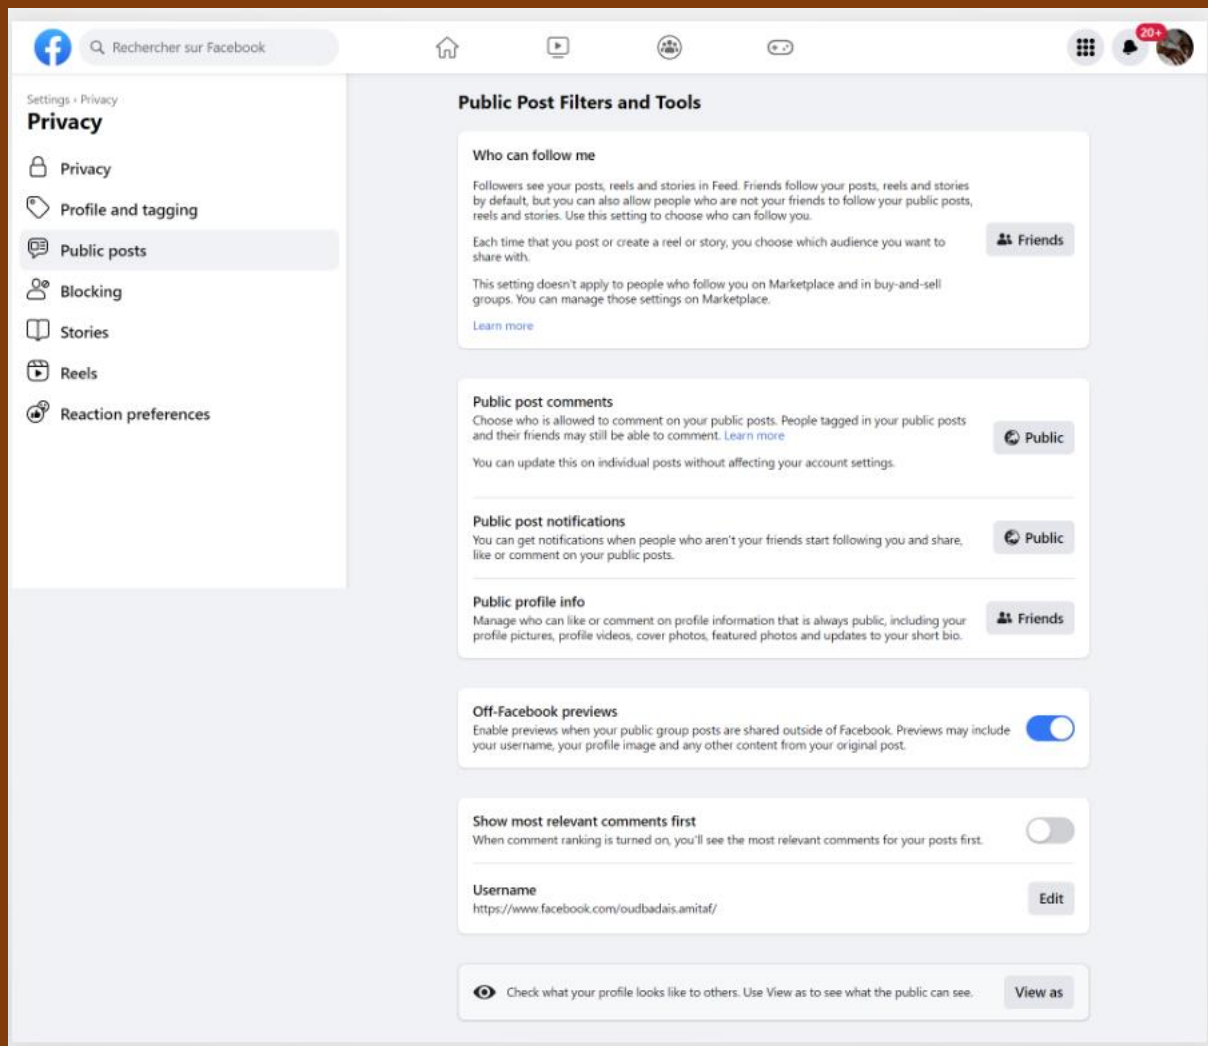 Rechercher sur Facebook
20+
Settings › Privacy
Privacy
Privacy
Profile and tagging
Public posts
Blocking
Stories
Reels
Reaction preferences
Public Post Filters and Tools
Who can follow me
Followers see your posts, reels and stories in Feed. Friends follow your posts, reels and stories
by default, but you can also allow people who are not your friends to follow your public posts,
reels and stories. Use this setting to choose who can follow you.
Each time that you post or create a reel or story, you choose which audience you want to
share with.
This setting doesn't apply to people who follow you on Marketplace and in buy-and-sell
groups. You can manage those settings on Marketplace.
Learn more
Friends
Public post comments
Choose who is allowed to comment on your public posts. People tagged in your public posts
and their friends may still be able to comment. Learn more
You can update this on individual posts without affecting your account settings.
Public
Public post notifications
You can get notifications when people who aren't your friends start following you and share,
like or comment on your public posts.
Public
Public profile info
Manage who can like or comment on profile information that is always public, including your
profile pictures, profile videos, cover photos, featured photos and updates to your short bio.
Friends
Off-Facebook previews
Enable previews when your public group posts are shared outside of Facebook. Previews may include
your username, your profile image and any other content from your original post.
Show most relevant comments first
When comment ranking is turned on, you'll see the most relevant comments for your posts first.
Username
https://www.facebook.com/oudbadais.amitaf/
Edit
Check what your profile looks like to others. Use View as to see what the public can see.
View as